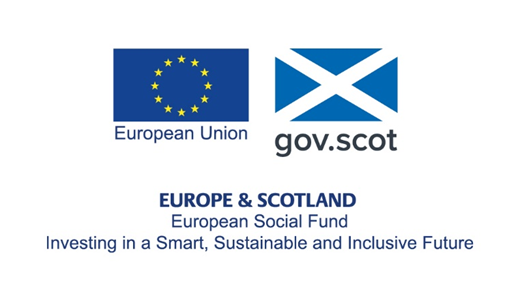 European Union
gov.scot
EUROPE & SCOTLAND
European Social Fund
Investing in a Smart, Sustainable and Inclusive Future